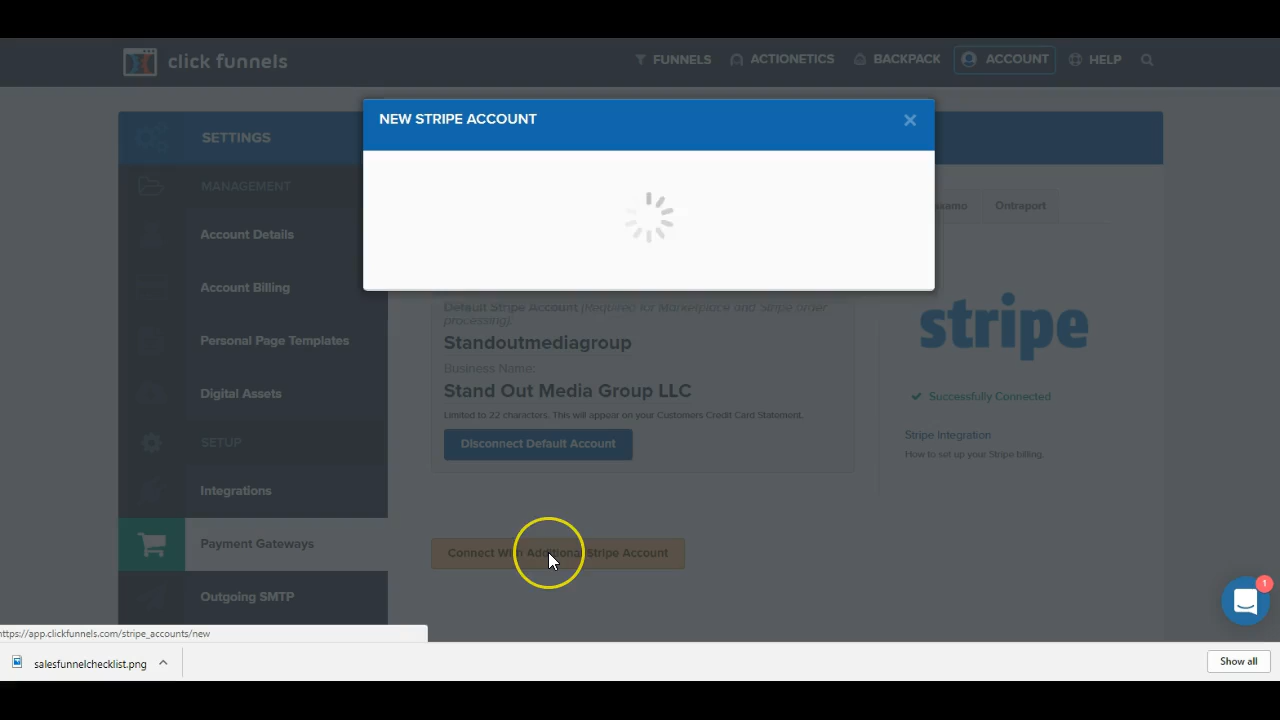 click funnels
FUNNELS
ACTIONETICS
BACKPACK
ACCOUNT
HELP
NEW STRIPE ACCOUNT
×
SETTINGS
MANAGEMENT
Account Details
Account Billing
Personal Page Templates
Digital Assets
SETUP
Integrations
Payment Gateways
Outgoing SMTP
Ontraport
Default Stripe Account (Required for Marketplace and Stripe order
processing):
Standoutmediagroup
Business Name:
Stand Out Media Group LLC
Limited to 22 characters. This will appear on your Customers Credit Card Statement.
Disconnect Default Account
Connect With Additional Stripe Account
stripe
Successfully Connected
Stripe Integration
How to set up your Stripe billing.
1
https://app.clickfunnels.com/stripe_accounts/new
salesfunnelchecklist.png
Show all